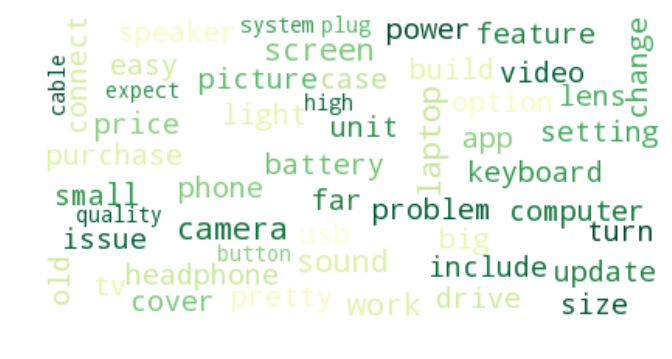 speaker system plug power feature change
screen
connect easy picture case build video
cable expect high option lens
price light unit laptop app setting
purchase battery keyboard
small phone far problem computer
quality camera usb big turn
issue button sound include update
old tv headphone
cover pretty work drive size